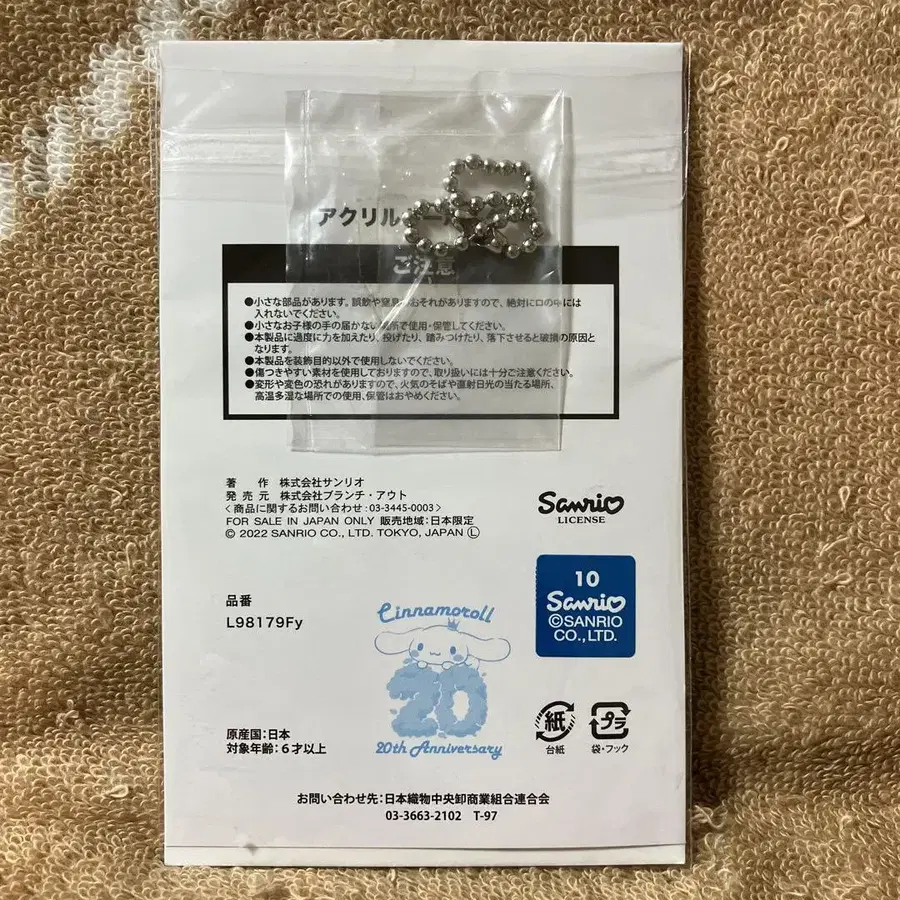 アクリル
ご注意
●小さな部品があります。誤飲や窒息のおそれがありますので、絶対に口の中には
入れないでください。
●小さなお子様の手の届かない場所で使用・保管してください。
●本製品に過度に力を加えたり、投げたり、踏みつけたり、落下させると破損の原因と
なります。
●本製品を装飾目的以外で使用しないでください。
●傷つきやすい素材を使用しておりますので、取り扱いには十分ご注意ください。
●変形や変色の恐れがありますので、火気のそばや直射日光の当たる場所、
高温多湿な場所での使用、保管はおやめください。
著 作 株式会社サンリオ
発 売 元 株式会社ブランチ・アウト
〈商品に関するお問い合わせ:03-3445-0003〉
FOR SALE IN JAPAN ONLY 販売地域:日本限定
© 2022 SANRIO CO., LTD. TOKYO, JAPAN Ⓛ
Sanrio
LICENSE
10
Sanrio
©SANRIO
CO.,LTD.
品番
L98179Fy
Cinnamoroll
20
20th Anniversary
原産国:日本
対象年齢:6才以上
紙
台紙
プラ
袋・フック
お問い合わせ先:日本織物中央卸商業組合連合会
03-3663-2102 T-97